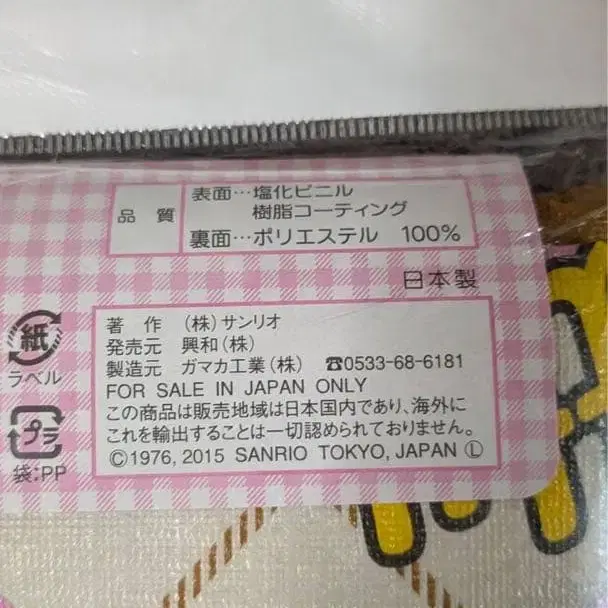 品質
表面…塩化ビニル
樹脂コーティング
裏面…ポリエステル 100%
日本製
紙
ラベル
プラ
袋:PP
著作 (株)サンリオ
発売元 興和(株)
製造元 ガマカ工業(株) ☎0533-68-6181
FOR SALE IN JAPAN ONLY
この商品は販売地域は日本国内であり、海外に
これを輸出することは一切認められておりません。
©1976, 2015 SANRIO TOKYO, JAPAN Ⓛ